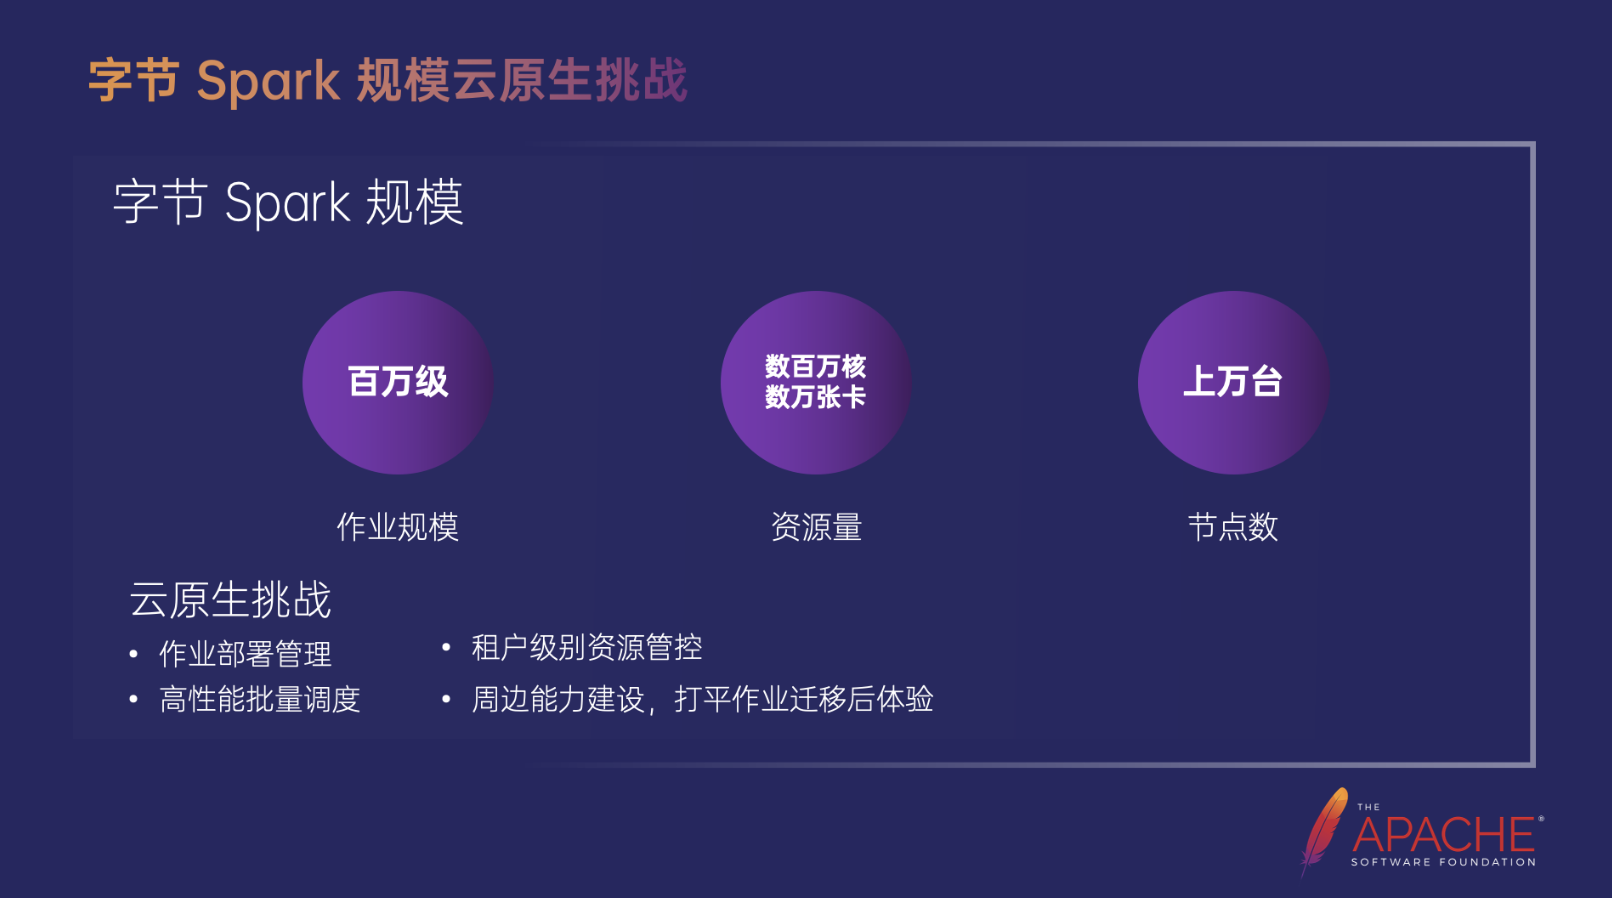 字节 Spark 规模云原生挑战
字节 Spark 规模
百万级
数百万核
数万张卡
上万台
作业规模
资源量
节点数
云原生挑战
• 作业部署管理
• 高性能批量调度
• 租户级别资源管控
• 周边能力建设，打平作业迁移后体验
THE
APACHE®
SOFTWARE FOUNDATION